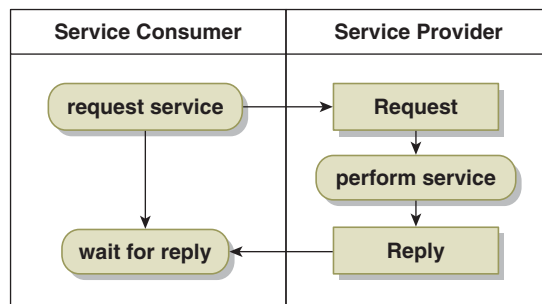 Service Consumer
Service Provider
request service
Request
perform service
wait for reply
Reply